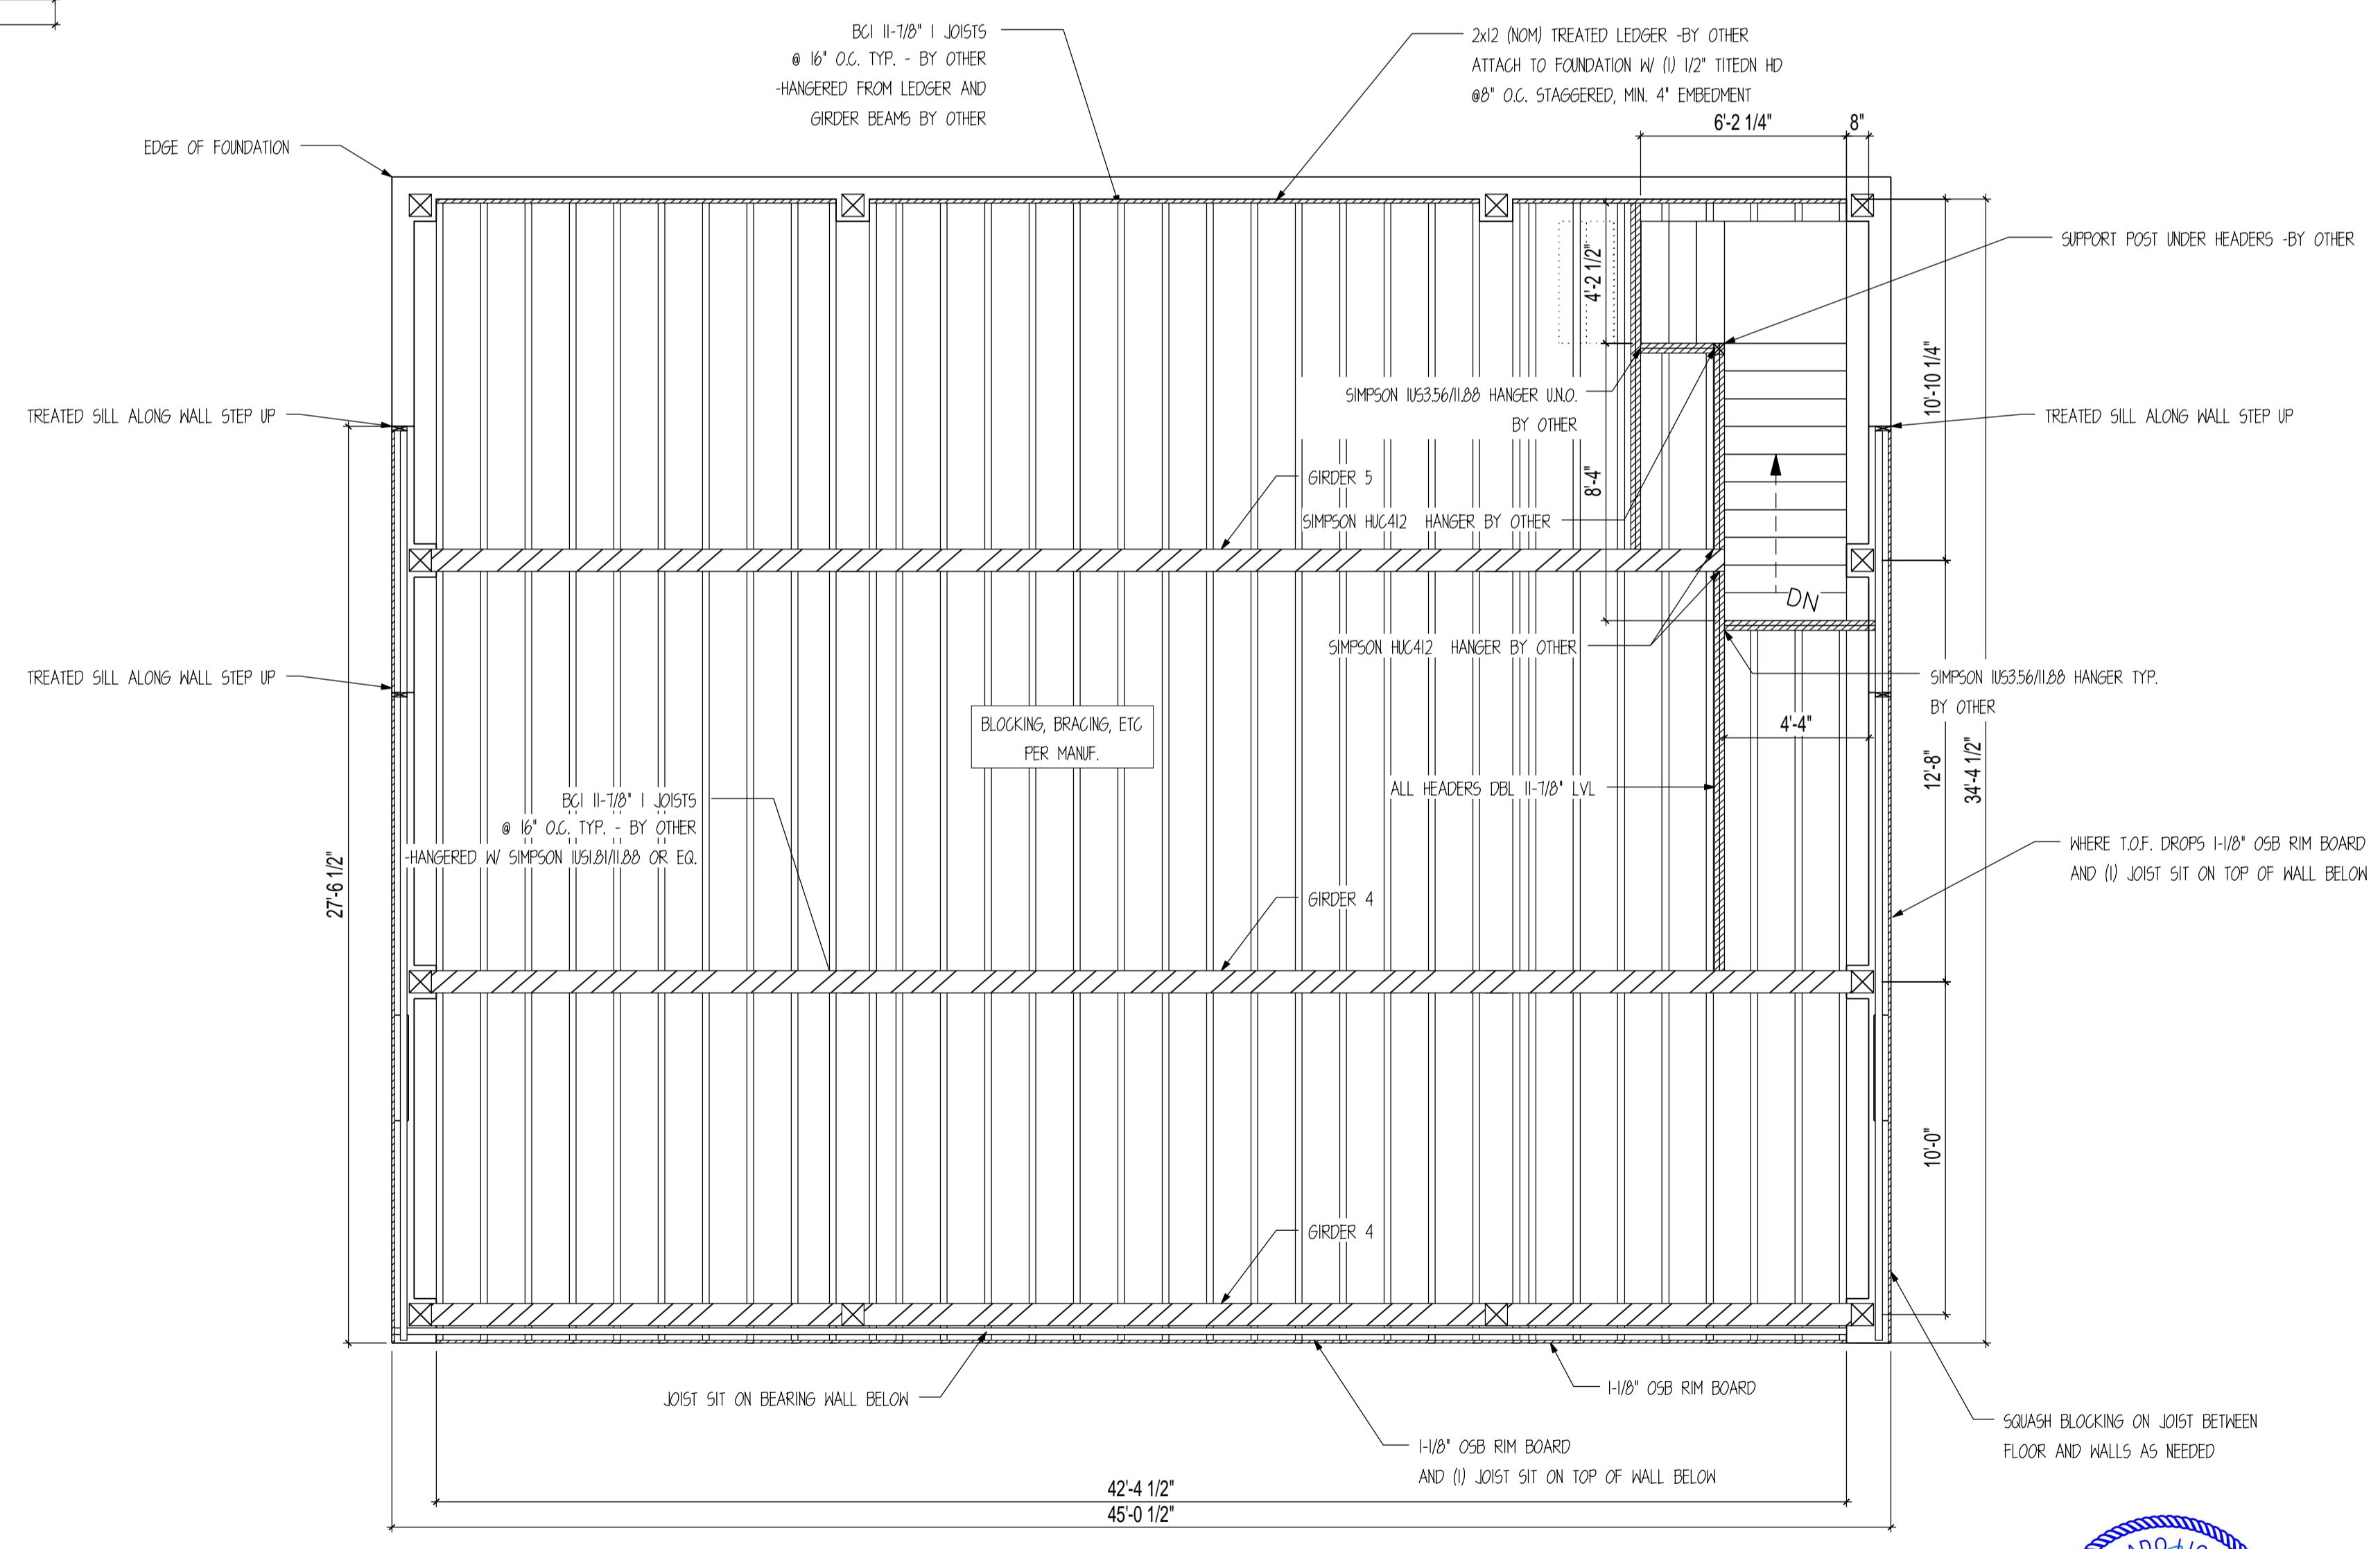 BCI 11-7/8" I JOISTS
@ 16" O.C. TYP. - BY OTHER
-HANGERED FROM LEDGER AND
GIRDER BEAMS BY OTHER
2x12 (NOM) TREATED LEDGER -BY OTHER
ATTACH TO FOUNDATION W/ (1) 1/2" TITEDN HD
@8" O.C. STAGGERED, MIN. 4" EMBEDMENT
6'-2 1/4"
8"
EDGE OF FOUNDATION
SUPPORT POST UNDER HEADERS -BY OTHER
4'-2 1/2"
10'-10 1/4"
SIMPSON IUS3.56/11.88 HANGER U.N.O.
BY OTHER
TREATED SILL ALONG WALL STEP UP
TREATED SILL ALONG WALL STEP UP
GIRDER 5
8'-4"
SIMPSON HUC412 HANGER BY OTHER
DN
SIMPSON HUC412 HANGER BY OTHER
TREATED SILL ALONG WALL STEP UP
SIMPSON IUS3.56/11.88 HANGER TYP.
BY OTHER
BLOCKING, BRACING, ETC
PER MANUF.
4'-4"
12'-8"
34'-4 1/2"
ALL HEADERS DBL 11-7/8" LVL
BCI 11-7/8" I JOISTS
@ 16" O.C. TYP. - BY OTHER
-HANGERED W/ SIMPSON IUS1.81/11.88 OR EQ.
27'-6 1/2"
WHERE T.O.F. DROPS 1-1/8" OSB RIM BOARD
AND (1) JOIST SIT ON TOP OF WALL BELOW
GIRDER 4
10'-0"
GIRDER 4
JOIST SIT ON BEARING WALL BELOW
1-1/8" OSB RIM BOARD
1-1/8" OSB RIM BOARD
AND (1) JOIST SIT ON TOP OF WALL BELOW
SQUASH BLOCKING ON JOIST BETWEEN
FLOOR AND WALLS AS NEEDED
42'-4 1/2"
45'-0 1/2"